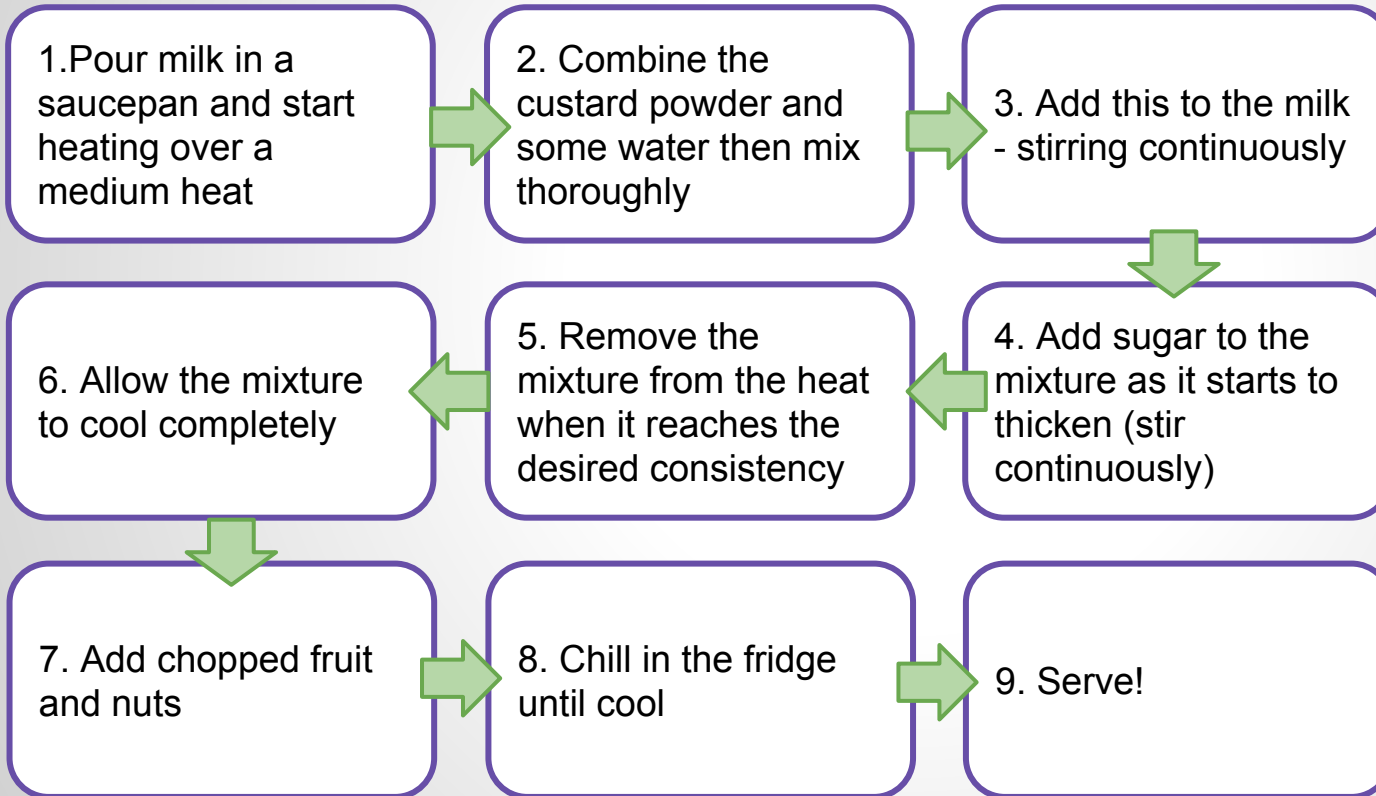 1.Pour milk in a
saucepan and start
heating over a
medium heat
2. Combine the
custard powder and
some water then mix
thoroughly
3. Add this to the milk
- stirring continuously
4. Add sugar to the
mixture as it starts to
thicken (stir
continuously)
5. Remove the
mixture from the heat
when it reaches the
desired consistency
6. Allow the mixture
to cool completely
7. Add chopped fruit
and nuts
8. Chill in the fridge
until cool
9. Serve!